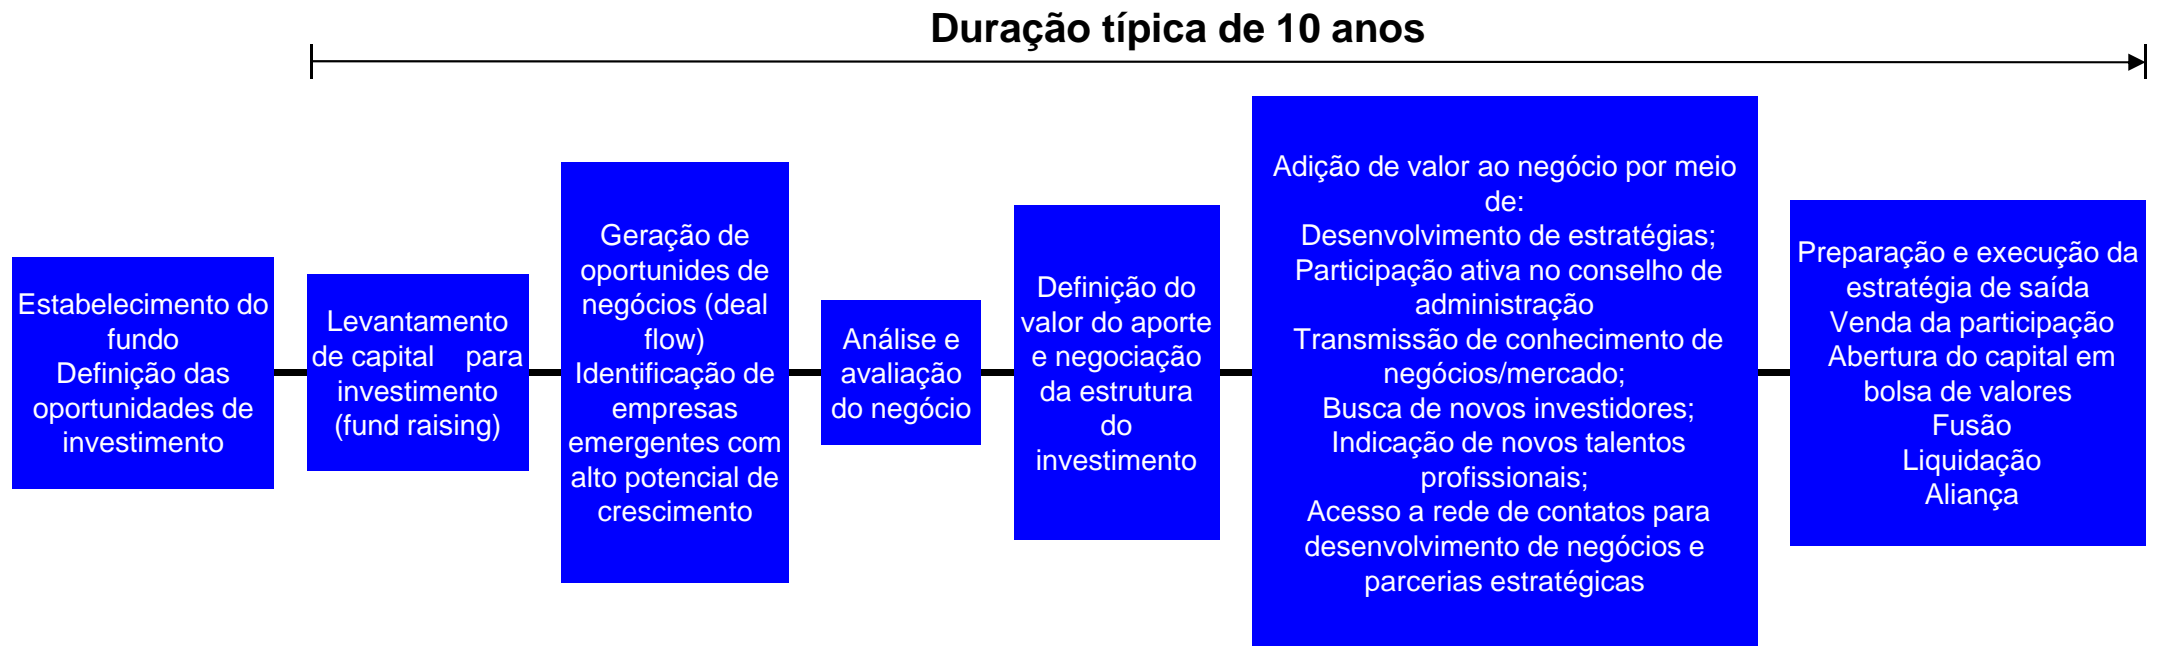 Duração típica de 10 anos
Estabelecimento do
fundo
Definição das
oportunidades de
investimento
Levantamento
de capital para
investimento
(fund raising)
Geração de
oportunides de
negócios (deal
flow)
Identificação de
empresas
emergentes com
alto potencial de
crescimento
Análise e
avaliação
do negócio
Definição do
valor do aporte
e negociação
da estrutura
do
investimento
Adição de valor ao negócio por meio
de:
Desenvolvimento de estratégias;
Participação ativa no conselho de
administração
Transmissão de conhecimento de
negócios/mercado;
Busca de novos investidores;
Indicação de novos talentos
profissionais;
Acesso a rede de contatos para
desenvolvimento de negócios e
parcerias estratégicas
Preparação e execução da
estratégia de saída
Venda da participação
Abertura do capital em
bolsa de valores
Fusão
Liquidação
Aliança